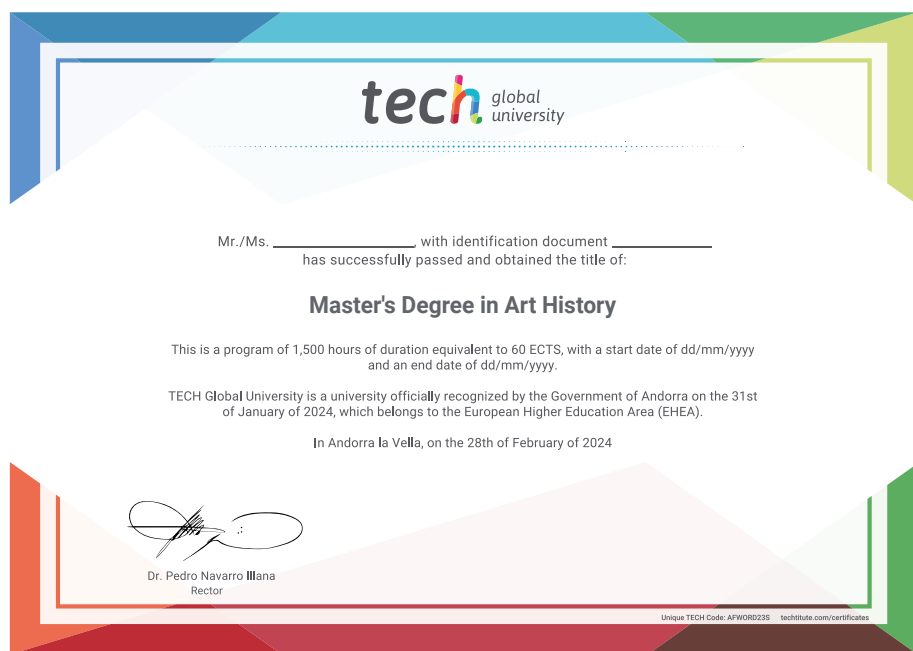 tech global
university
Mr./Ms. ____________________, with identification document ______________
has successfully passed and obtained the title of:
Master's Degree in Art History
This is a program of 1,500 hours of duration equivalent to 60 ECTS, with a start date of dd/mm/yyyy
and an end date of dd/mm/yyyy.
TECH Global University is a university officially recognized by the Government of Andorra on the 31st
of January of 2024, which belongs to the European Higher Education Area (EHEA).
In Andorra la Vella, on the 28th of February of 2024
Dr. Pedro Navarro Illana
Rector
Unique TECH Code: AFWORD23S techtitute.com/certificates